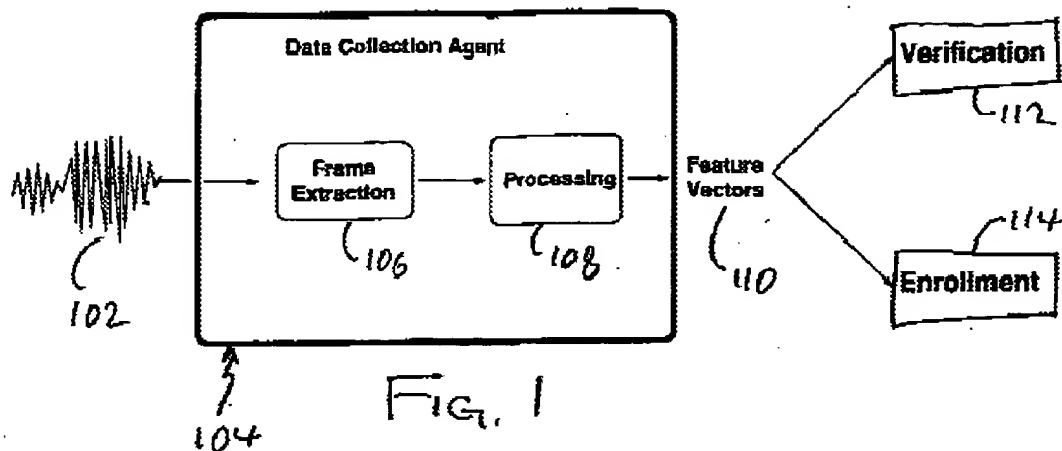 Data Collection Agent
Verification
112
Frame
Extraction
Processing
Feature
Vectors
106
108
110
102
114
Enrollment
104
FIG. 1